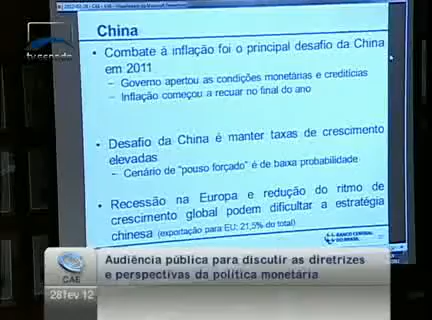 China
• Combate à inflação foi o principal desafio da China
em 2011
– Governo apertou as condições monetárias e creditícias
– Inflação começou a recuar no final do ano
• Desafio da China é manter taxas de crescimento
elevadas
– Cenário de "pouso forçado" é de baixa probabilidade
• Recessão na Europa e redução do ritmo de
crescimento global podem dificultar a estratégia
chinesa (exportação para EU: 21,5% do total)
BANCO CENTRAL
DO BRASIL
Audiência pública para discutir as diretrizes
e perspectivas da política monetária
CAE
28 fev 12